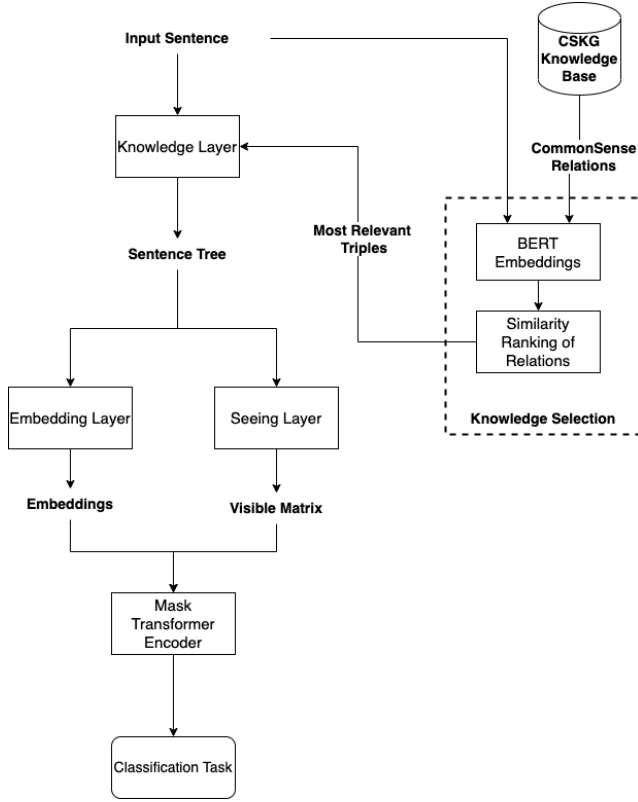 Input Sentence
CSKG
Knowledge
Base
Knowledge Layer
CommonSense
Relations
Most Relevant
Triples
BERT
Embeddings
Sentence Tree
Similarity
Ranking of
Relations
Embedding Layer
Seeing Layer
Knowledge Selection
Embeddings
Visible Matrix
Mask
Transformer
Encoder
Classification Task